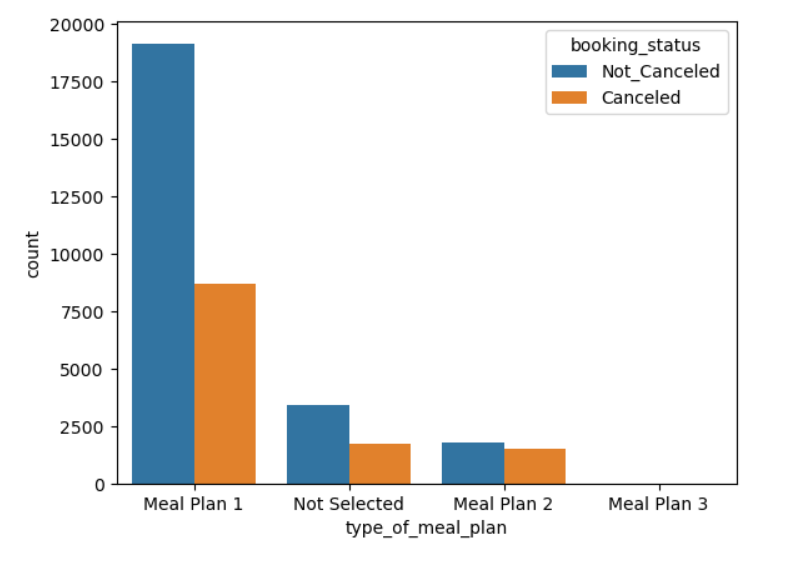 20000
17500
15000
12500
10000
7500
5000
2500
0
count
booking_status
Not_Canceled
Canceled
Meal Plan 1 Not Selected Meal Plan 2 Meal Plan 3
type_of_meal_plan